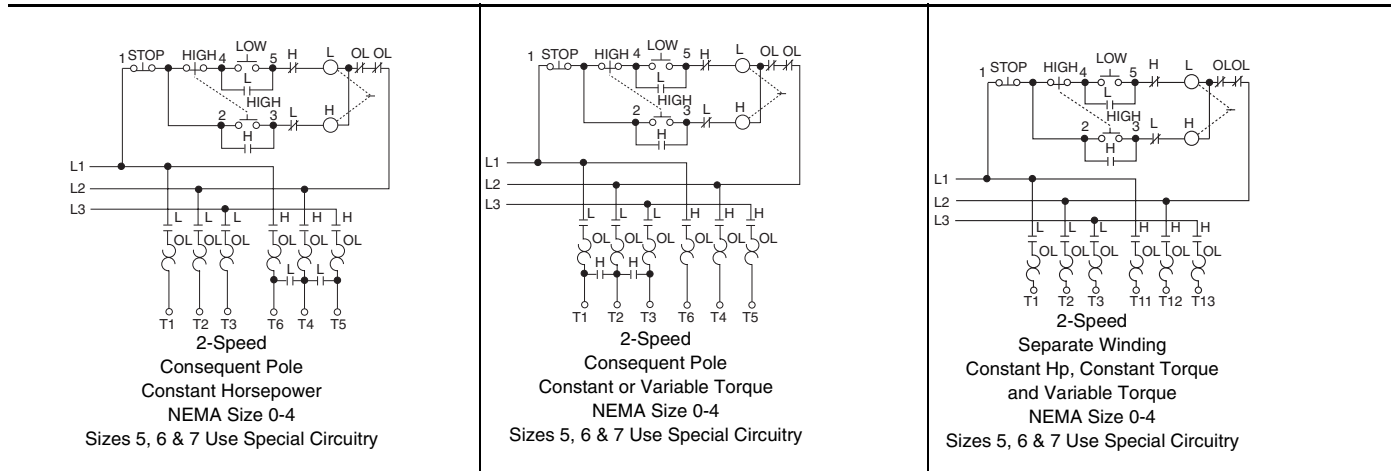 LOW
1 STOP HIGH 4 5 H L OL OL
L
HIGH
2 3 L H
H
L1
L2
L3
L L L H H H
OL OL OL OL OL OL
L L
T1 T2 T3 T6 T4 T5
2-Speed
Consequent Pole
Constant Horsepower
NEMA Size 0-4
Sizes 5, 6 & 7 Use Special Circuitry
LOW
1 STOP HIGH 4 5 H L OL OL
L
HIGH
2 3 L H
H
L1
L2
L3
L L L H H H
OL OL OL OL OL OL
H H
T1 T2 T3 T6 T4 T5
2-Speed
Consequent Pole
Constant or Variable Torque
NEMA Size 0-4
Sizes 5, 6 & 7 Use Special Circuitry
LOW
1 STOP HIGH 4 5 H L OL OL
L
HIGH
2 3 L H
H
L1
L2
L3
L L L H H H
OL OL OL OL OL OL
T1 T2 T3 T11 T12 T13
2-Speed
Separate Winding
Constant Hp, Constant Torque
and Variable Torque
NEMA Size 0-4
Sizes 5, 6 & 7 Use Special Circuitry